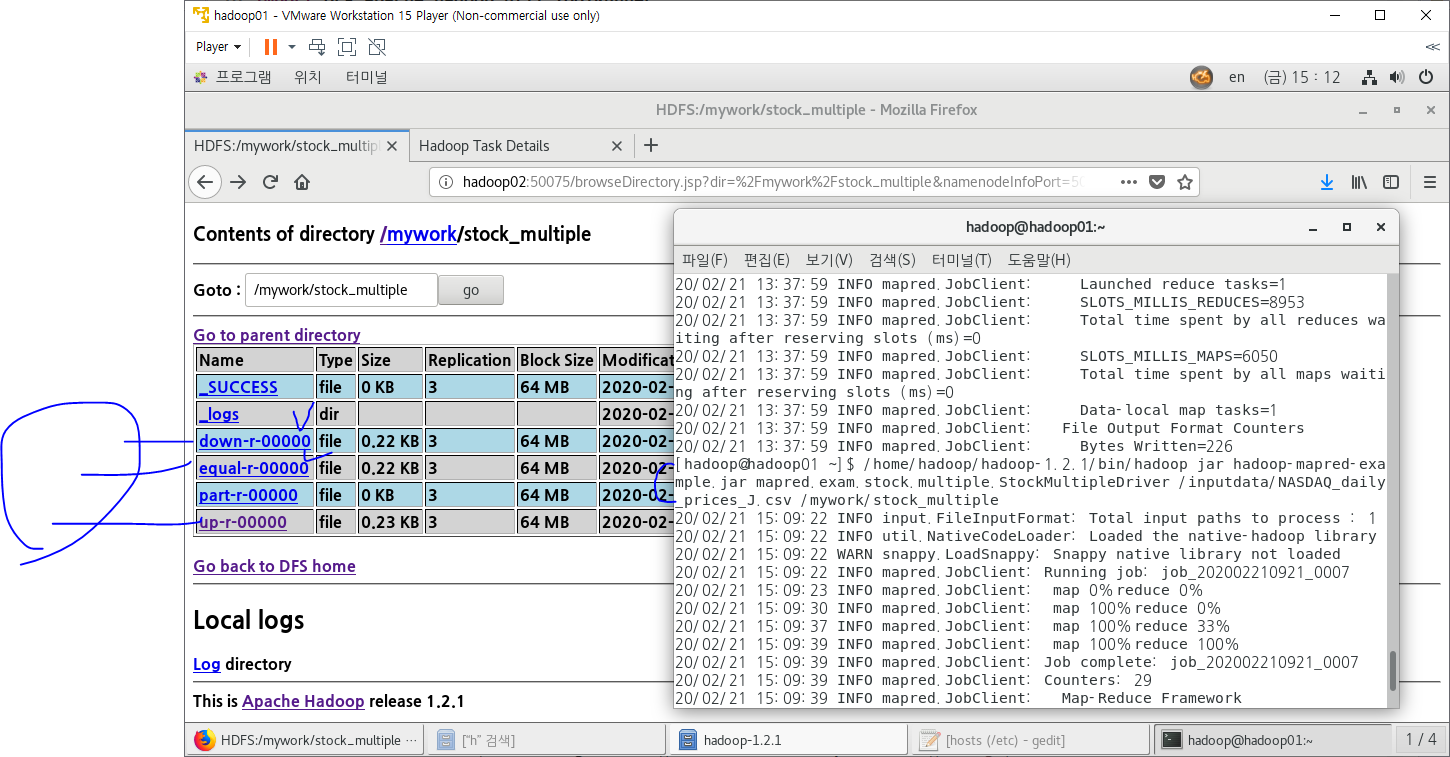 hadoop01 - VMware Workstation 15 Player (Non-commercial use only)
Player
프로그램 위치 터미널 en (금) 15 : 12
HDFS:/mywork/stock_multiple - Mozilla Firefox
HDFS:/mywork/stock_multipl
Hadoop Task Details
hadoop02:50075/browseDirectory.jsp?dir=%2Fmywork%2Fstock_multiple&namenodeInfoPort=50
Contents of directory /mywork/stock_multiple
Goto : /mywork/stock_multiple go
Go to parent directory
Name Type Size Replication Block Size Modificat
_SUCCESS file 0 KB 3 64 MB 2020-02-
_logs dir 2020-02-
down-r-00000 file 0.22 KB 3 64 MB 2020-02-
equal-r-00000 file 0.22 KB 3 64 MB 2020-02-
part-r-00000 file 0 KB 3 64 MB 2020-02-
up-r-00000 file 0.23 KB 3 64 MB 2020-02-
Go back to DFS home
Local logs
Log directory
This is Apache Hadoop release 1.2.1
hadoop@hadoop01:~
파일(F) 편집(E) 보기(V) 검색(S) 터미널(T) 도움말(H)
20/02/21 13:37:59 INFO mapred.JobClient: Launched reduce tasks=1
20/02/21 13:37:59 INFO mapred.JobClient: SLOTS_MILLIS_REDUCES=8953
20/02/21 13:37:59 INFO mapred.JobClient: Total time spent by all reduces wa
iting after reserving slots (ms)=0
20/02/21 13:37:59 INFO mapred.JobClient: SLOTS_MILLIS_MAPS=6050
20/02/21 13:37:59 INFO mapred.JobClient: Total time spent by all maps waiti
ng after reserving slots (ms)=0
20/02/21 13:37:59 INFO mapred.JobClient: Data-local map tasks=1
20/02/21 13:37:59 INFO mapred.JobClient: File Output Format Counters
20/02/21 13:37:59 INFO mapred.JobClient: Bytes Written=226
[hadoop@hadoop01 ~]$ /home/hadoop/hadoop-1.2.1/bin/hadoop jar hadoop-mapred-exa
mple.jar mapred.exam.stock.multiple.StockMultipleDriver /inputdata/NASDAQ_daily
_prices_J.csv /mywork/stock_multiple
20/02/21 15:09:22 INFO input.FileInputFormat: Total input paths to process : 1
20/02/21 15:09:22 INFO util.NativeCodeLoader: Loaded the native-hadoop library
20/02/21 15:09:22 WARN snappy.LoadSnappy: Snappy native library not loaded
20/02/21 15:09:22 INFO mapred.JobClient: Running job: job_202002210921_0007
20/02/21 15:09:23 INFO mapred.JobClient: map 0% reduce 0%
20/02/21 15:09:30 INFO mapred.JobClient: map 100% reduce 0%
20/02/21 15:09:37 INFO mapred.JobClient: map 100% reduce 33%
20/02/21 15:09:39 INFO mapred.JobClient: map 100% reduce 100%
20/02/21 15:09:39 INFO mapred.JobClient: Job complete: job_202002210921_0007
20/02/21 15:09:39 INFO mapred.JobClient: Counters: 29
20/02/21 15:09:39 INFO mapred.JobClient: Map-Reduce Framework
HDFS:/mywork/stock_multiple ··· ["h" 검색] hadoop-1.2.1 [hosts (/etc) - gedit] hadoop@hadoop01:~ 1 / 4